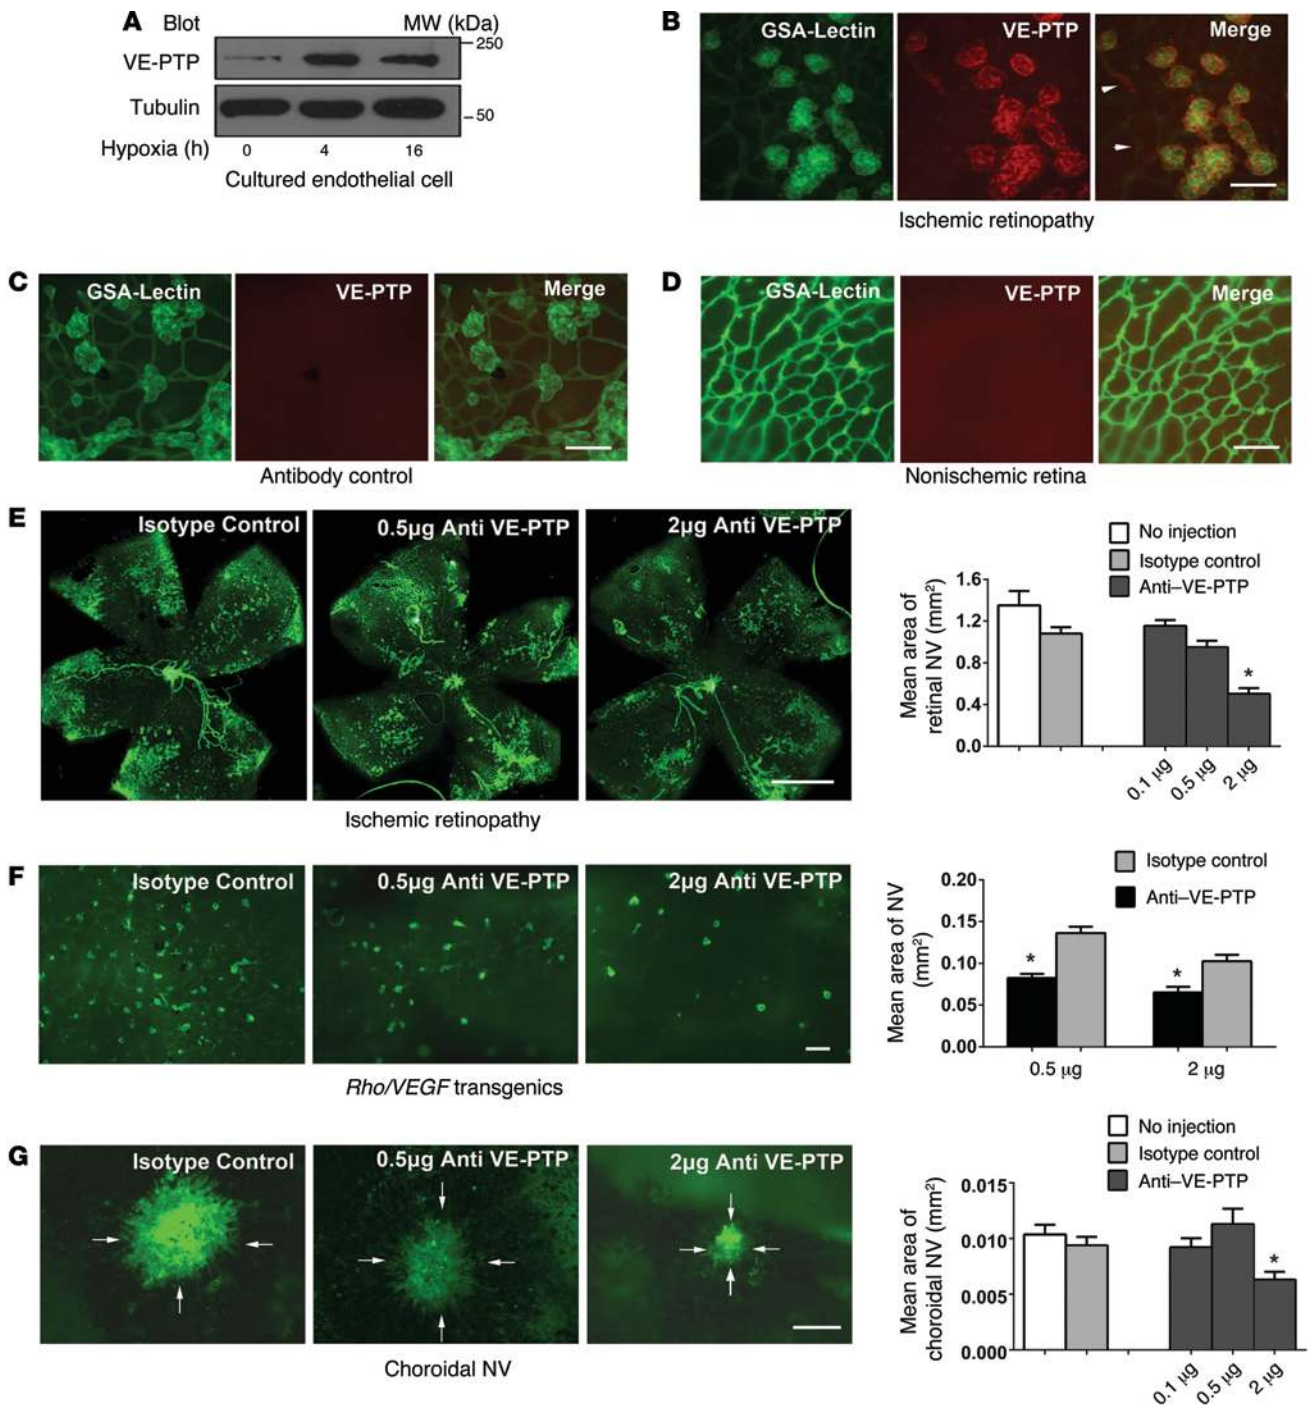 A Blot MW (kDa)
VE-PTP 250
Tubulin 50
Hypoxia (h) 0 4 16
Cultured endothelial cell
B GSA-Lectin VE-PTP Merge
Ischemic retinopathy
C GSA-Lectin VE-PTP Merge
Antibody control
D GSA-Lectin VE-PTP Merge
Nonischemic retina
E Isotype Control 0.5µg Anti VE-PTP 2µg Anti VE-PTP
Ischemic retinopathy
No injection
Isotype control
Anti–VE-PTP
Mean area of
retinal NV (mm²)
1.6
1.2
0.8
0.4
0.0
*
0.1 µg 0.5 µg 2 µg
F Isotype Control 0.5µg Anti VE-PTP 2µg Anti VE-PTP
Rho/VEGF transgenics
Isotype control
Anti–VE-PTP
Mean area of NV
(mm²)
0.20
0.15
0.10
0.05
0.00
* *
0.5 µg 2 µg
G Isotype Control 0.5µg Anti VE-PTP 2µg Anti VE-PTP
Choroidal NV
No injection
Isotype control
Anti–VE-PTP
Mean area of
choroidal NV (mm²)
0.015
0.010
0.005
0.000
*
0.1 µg 0.5 µg 2 µg